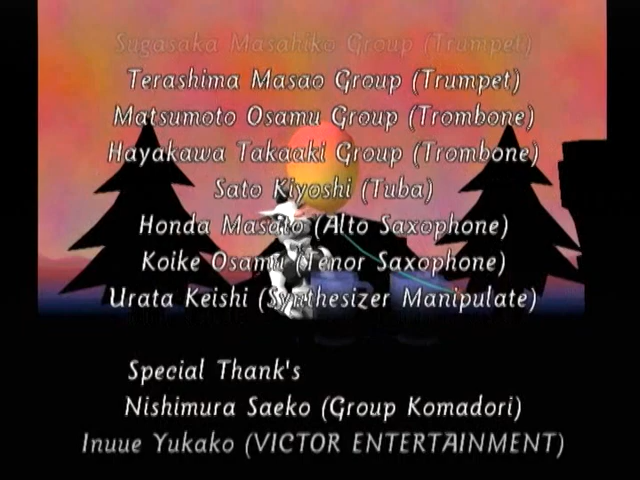 Sugasaka Masahiko Group (Trumpet)
Terashima Masao Group (Trumpet)
Matsumoto Osamu Group (Trombone)
Hayakawa Takaaki Group (Trombone)
Sato Kiyoshi (Tuba)
Honda Masato (Alto Saxophone)
Koike Osamu (Tenor Saxophone)
Urata Keishi (Synthesizer Manipulate)
Special Thank's
Nishimura Saeko (Group Komadori)
Inuue Yukako (VICTOR ENTERTAINMENT)